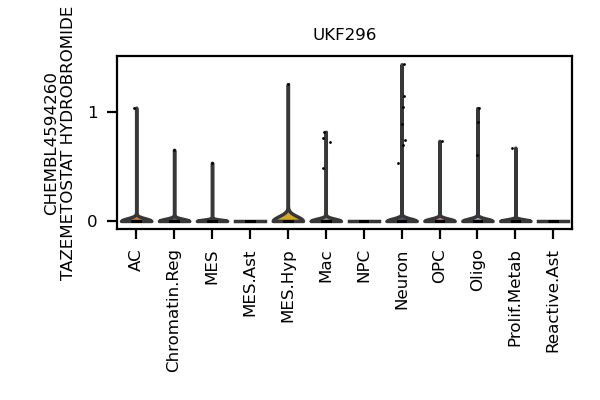 UKF296
CHEMBL4594260
TAZEMETOSTAT HYDROBROMIDE
1
0
AC
Chromatin.Reg
MES
MES.Ast
MES.Hyp
Mac
NPC
Neuron
OPC
Oligo
Prolif.Metab
Reactive.Ast